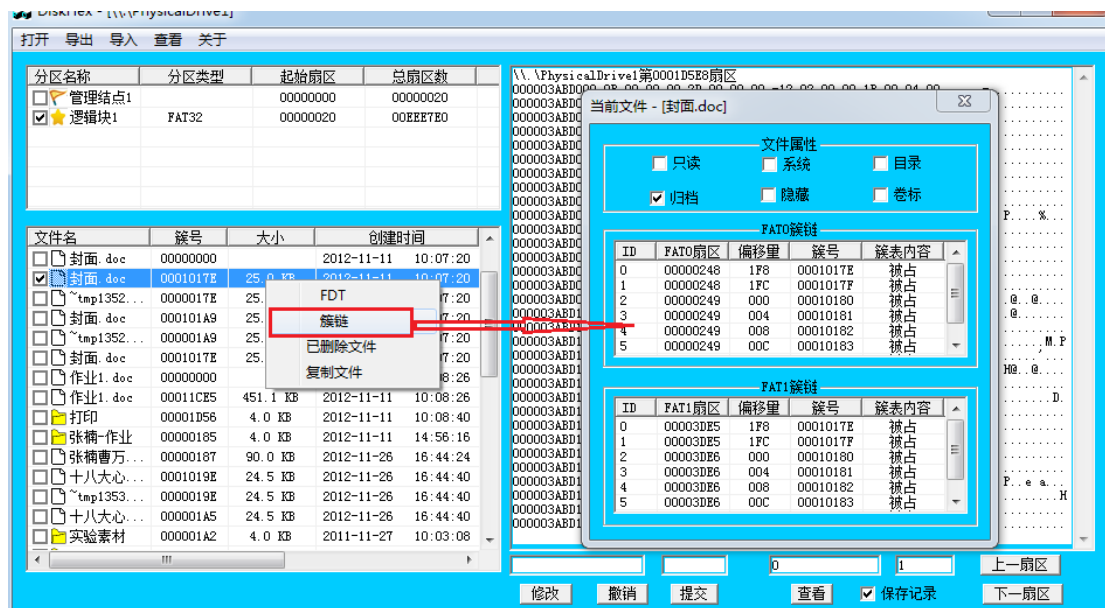 DiskHex - [\\.\PhysicalDrive1]
打开 导出 导入 查看 关于
分区名称 分区类型 起始扇区 总扇区数
管理结点1 00000000 00000020
逻辑块1 FAT32 00000020 00EEE7E0
文件名 簇号 大小 创建时间
封面.doc 00000000 2012-11-11 10:07:20
封面.doc 0001017E 25.0 KB 2012-11-11 10:07:20
~tmp1352... 0000017E 25. 7:20
封面.doc 000101A9 25. 7:20
~tmp1352... 000001A9 25. 7:20
封面.doc 0001017E 25. 7:20
作业1.doc 00000000 8:26
作业1.doc 00011CE5 451.1 KB 2012-11-11 10:08:26
打印 00001D56 4.0 KB 2012-11-11 10:08:40
张楠-作业 00000185 4.0 KB 2012-11-11 14:56:16
张楠曹万... 00000187 90.0 KB 2012-11-26 16:44:24
十八大心... 0001019E 24.5 KB 2012-11-26 16:44:40
~tmp1353... 0000019E 24.5 KB 2012-11-26 16:44:40
十八大心... 000001A5 24.5 KB 2012-11-26 16:44:40
实验素材 000001A2 4.0 KB 2011-11-27 10:03:08
FDT
簇链
已删除文件
复制文件
\\.\PhysicalDrive1第0001D5E8扇区
当前文件 - [封面.doc]
文件属性
只读 系统 目录
归档 隐藏 卷标
FAT0簇链
ID FAT0扇区 偏移量 簇号 簇表内容
0 00000248 1F8 0001017E 被占
1 00000248 1FC 0001017F 被占
2 00000249 000 00010180 被占
3 00000249 004 00010181 被占
4 00000249 008 00010182 被占
5 00000249 00C 00010183 被占
FAT1簇链
ID FAT1扇区 偏移量 簇号 簇表内容
0 00003DE5 1F8 0001017E 被占
1 00003DE5 1FC 0001017F 被占
2 00003DE6 000 00010180 被占
3 00003DE6 004 00010181 被占
4 00003DE6 008 00010182 被占
5 00003DE6 00C 00010183 被占
0 1 上一扇区
修改 撤销 提交 查看 保存记录 下一扇区